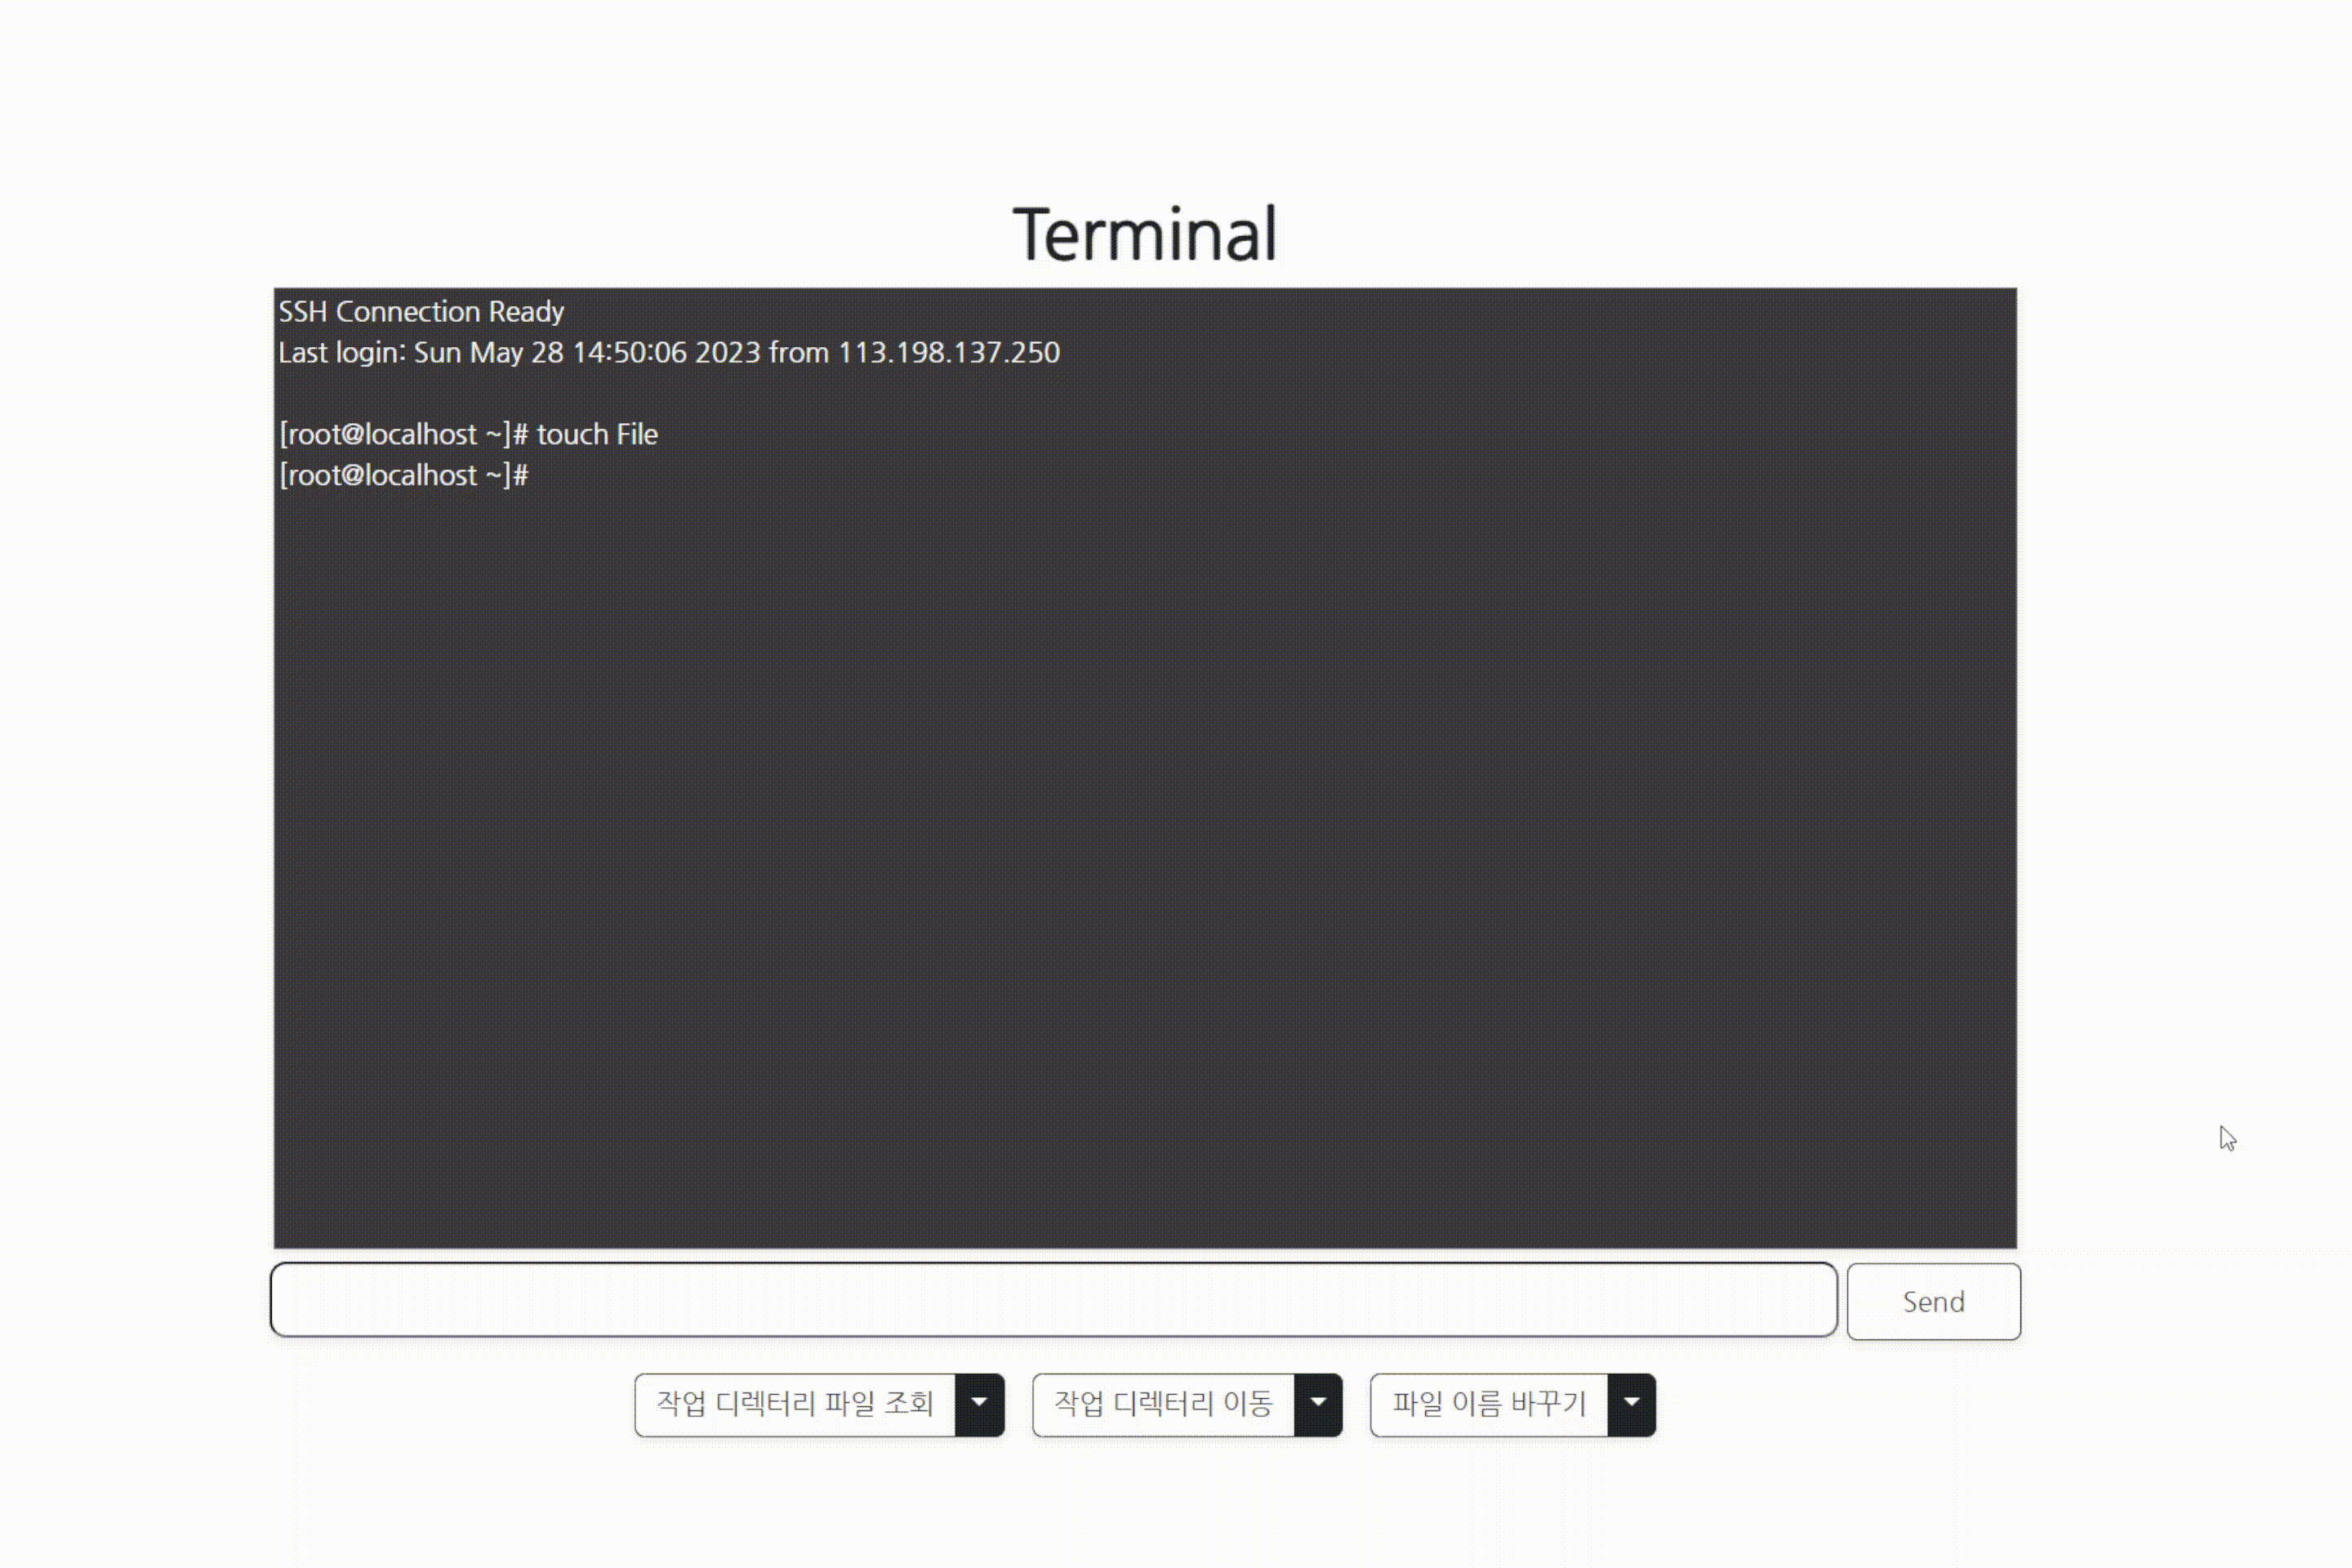 Terminal
SSH Connection Ready
Last login: Sun May 28 14:50:06 2023 from 113.198.137.250
[root@localhost ~]# touch File
[root@localhost ~]#
Send
작업 디렉터리 파일 조회
작업 디렉터리 이동
파일 이름 바꾸기